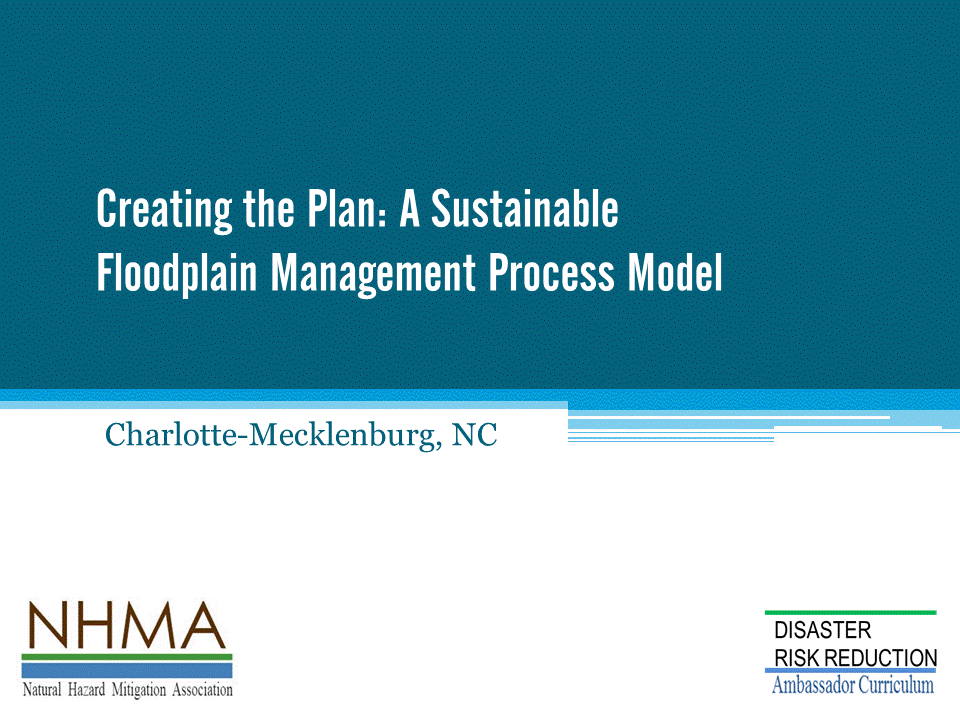 Creating the Plan: A Sustainable
Floodplain Management Process Model
Charlotte-Mecklenburg, NC
NHMA
Natural Hazard Mitigation Association
DISASTER
RISK REDUCTION
Ambassador Curriculum